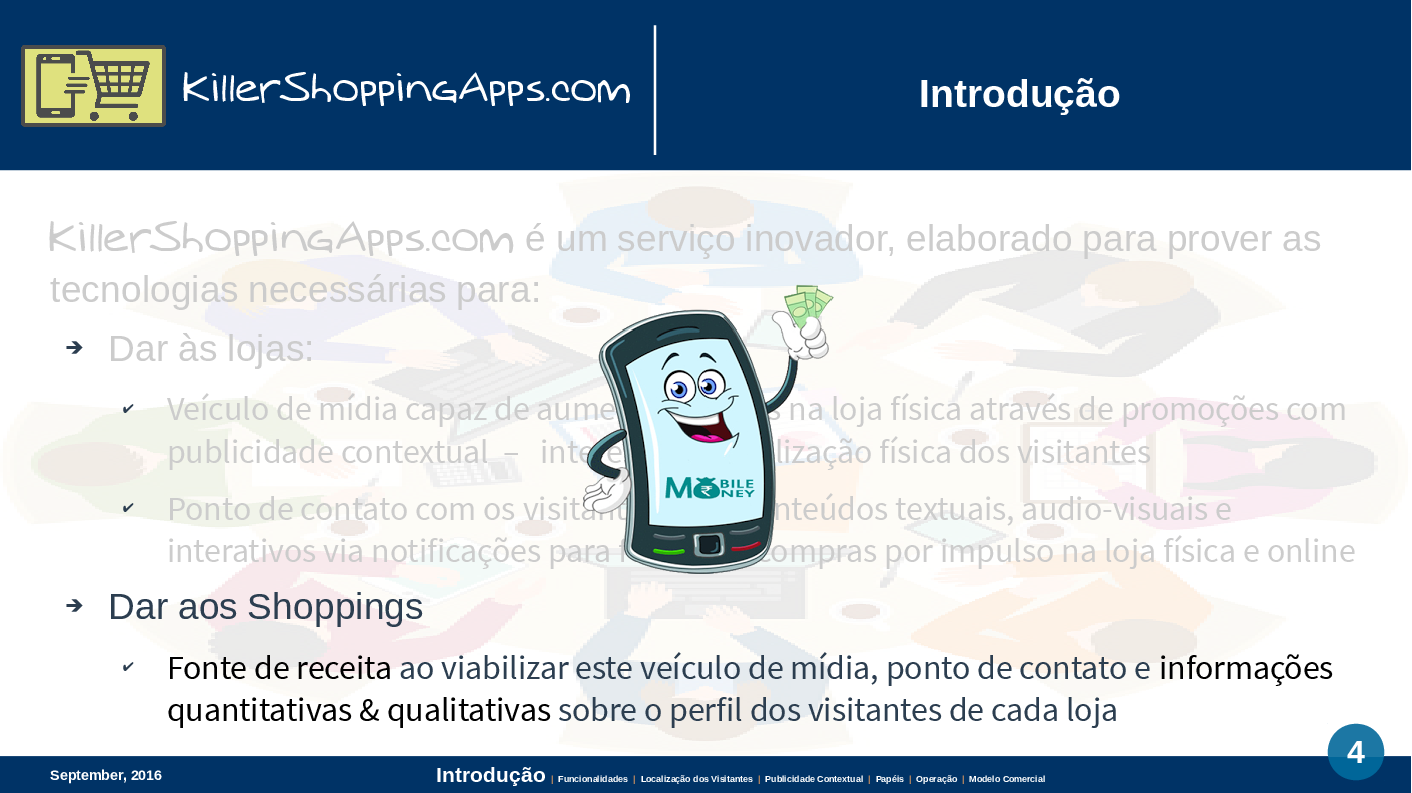 KillerShoppingApps.com
Introdução
KillerShoppingApps.com é um serviço inovador, elaborado para prover as
tecnologias necessárias para:
➔ Dar às lojas:
✔ Veículo de mídia capaz de na loja física através de promoções com
publicidade contextual – física dos visitantes
✔ Ponto de contato com os textuais, audio-visuais e
interativos via notificações para compras por impulso na loja física e online
MOBILE
MONEY
➔ Dar aos Shoppings
✔ Fonte de receita ao viabilizar este veículo de mídia, ponto de contato e informações
quantitativas & qualitativas sobre o perfil dos visitantes de cada loja
4
September, 2016
Introdução | Funcionalidades | Localização dos Visitantes | Publicidade Contextual | Papéis | Operação | Modelo Comercial